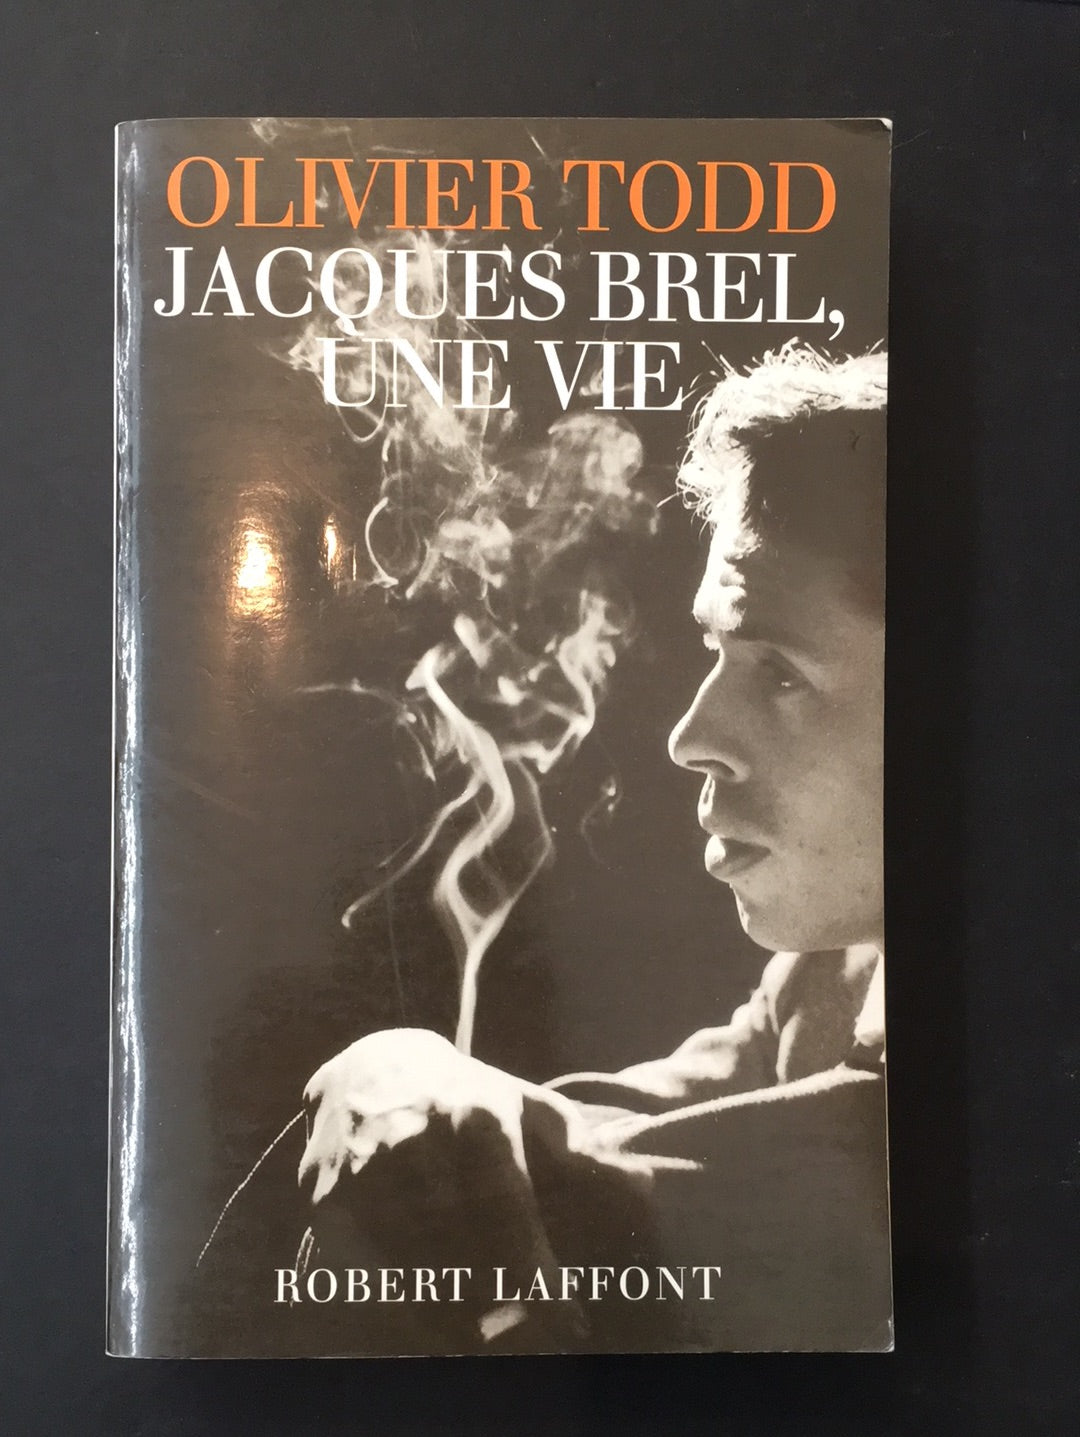 OLIVIER TODD
JACQUES BREL,
UNE VIE
ROBERT LAFFONT